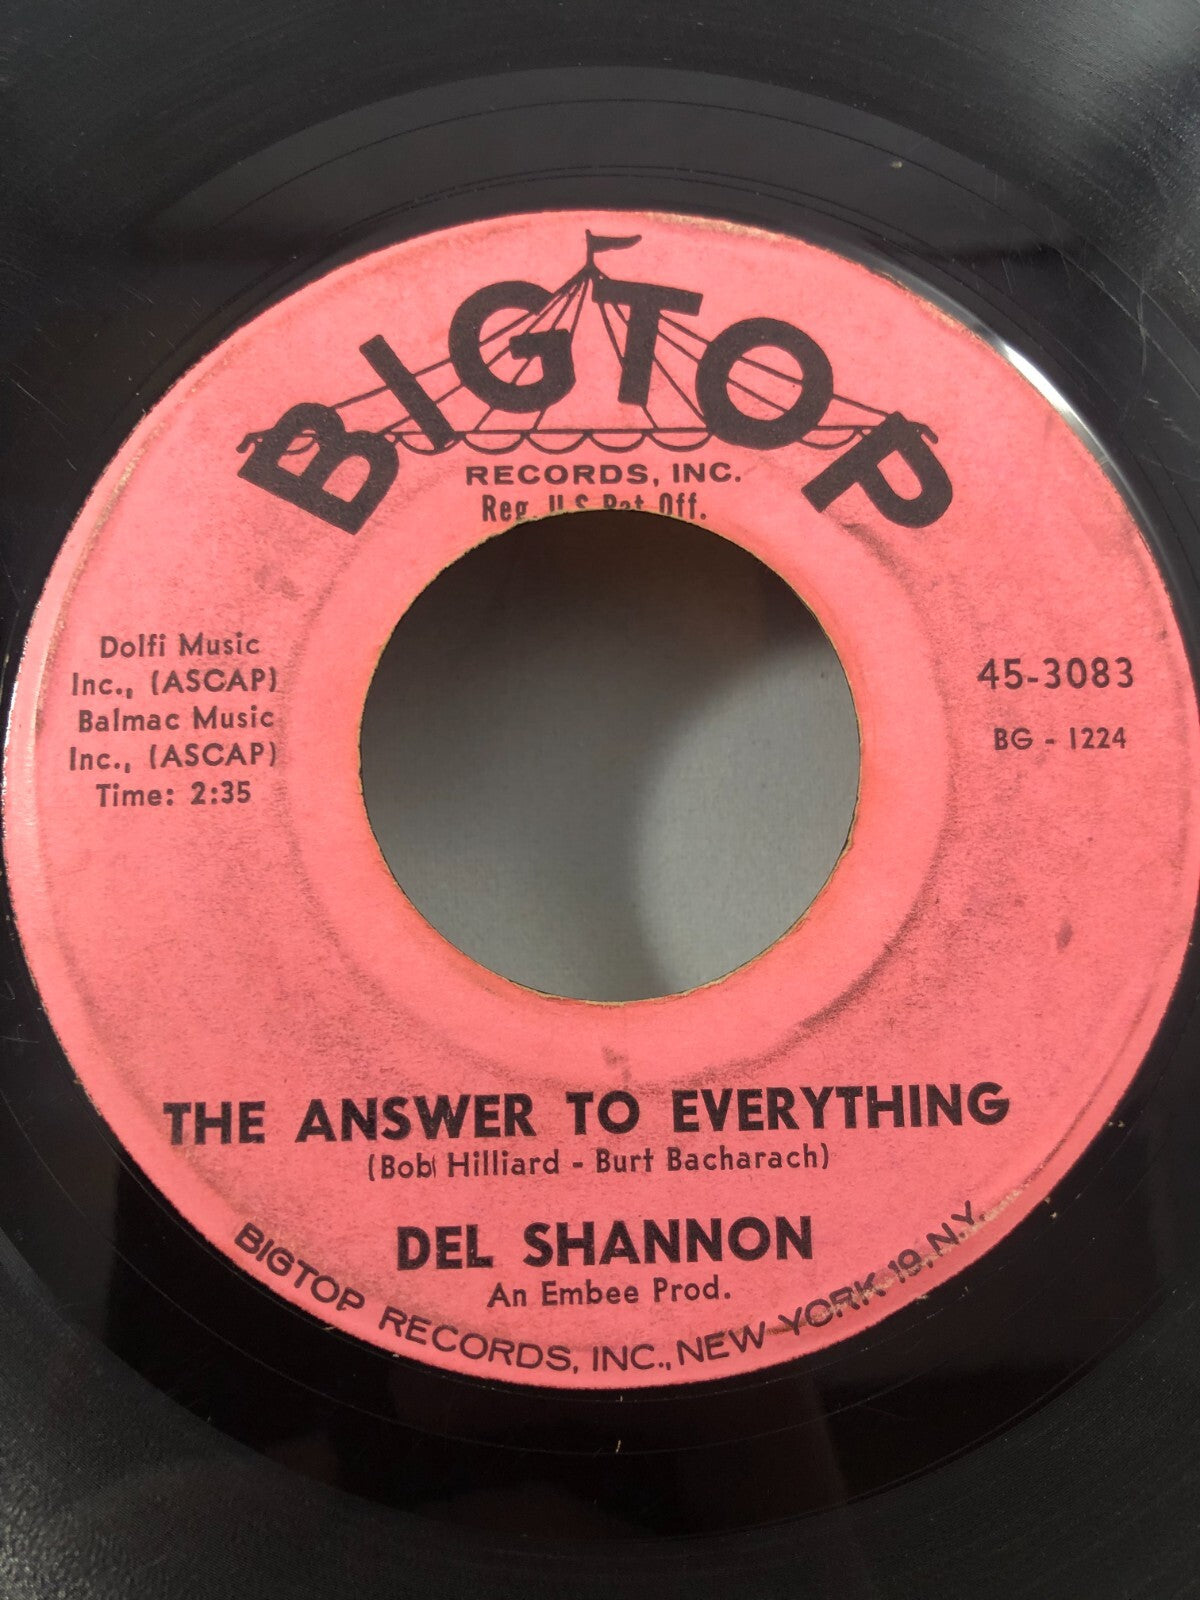 BIGTOP
RECORDS, INC.
Reg. U.S. Pat. Off.
Dolfi Music
Inc., (ASCAP)
Balmac Music
Inc., (ASCAP)
Time: 2:35
45-3083
BG - 1224
THE ANSWER TO EVERYTHING
(Bob Hilliard - Burt Bacharach)
DEL SHANNON
An Embee Prod.
BIGTOP RECORDS, INC., NEW YORK 19, N.Y.